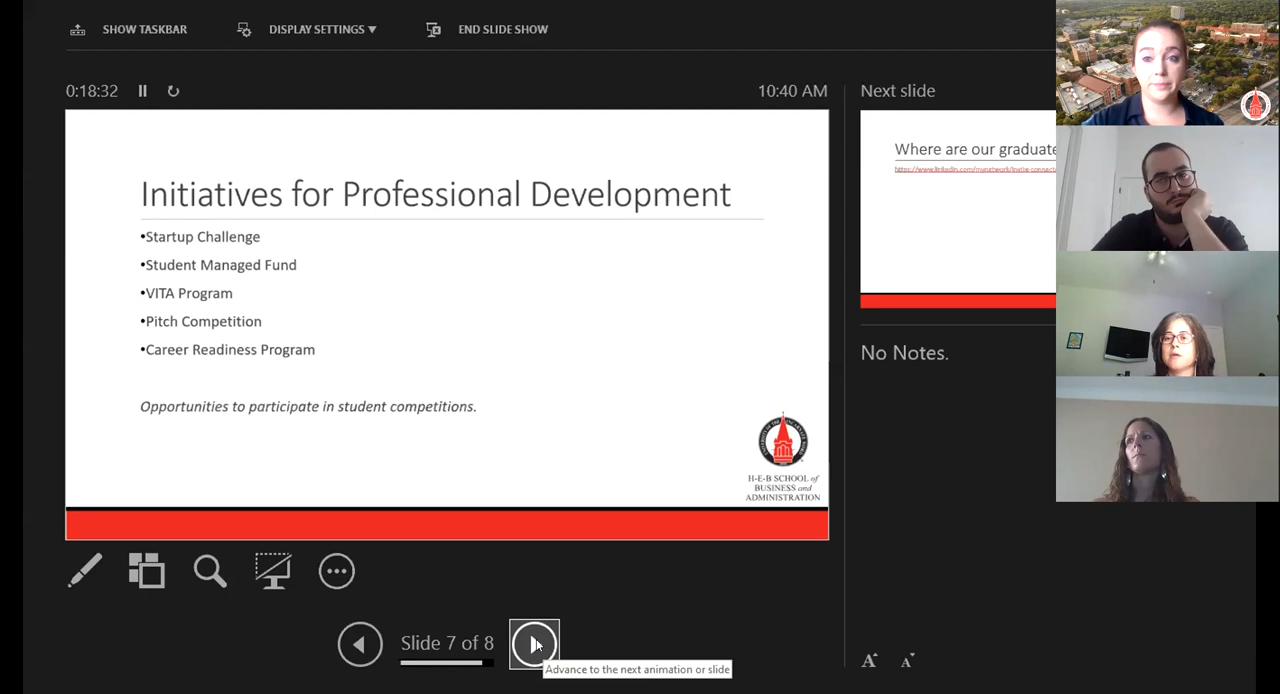 SHOW TASKBAR
DISPLAY SETTINGS ▼
END SLIDE SHOW
0:18:32
10:40 AM
Next slide
Initiatives for Professional Development
•Startup Challenge
•Student Managed Fund
•VITA Program
•Pitch Competition
•Career Readiness Program
Opportunities to participate in student competitions.
H-E-B SCHOOL of
BUSINESS and
ADMINISTRATION
Where are our graduate
No Notes.
Slide 7 of 8
Advance to the next animation or slide
A
A